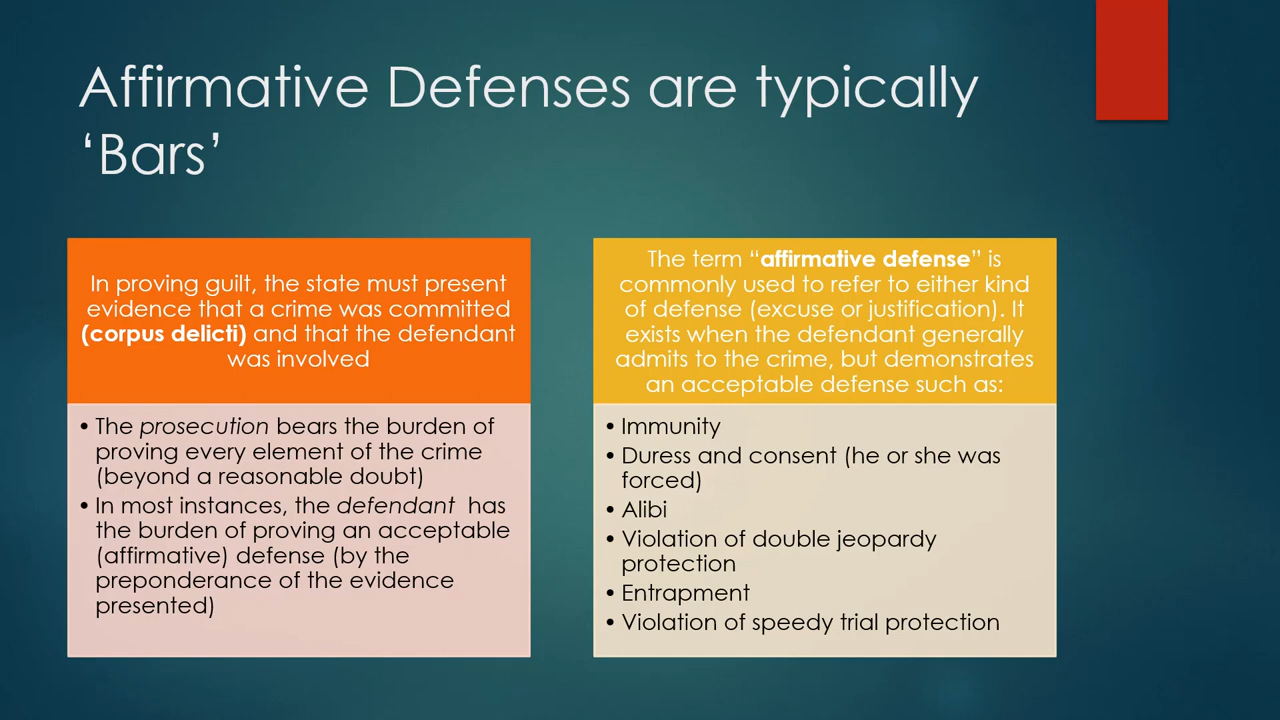 Affirmative Defenses are typically
‘Bars’
In proving guilt, the state must present
evidence that a crime was committed
(corpus delicti) and that the defendant
was involved
• The prosecution bears the burden of
proving every element of the crime
(beyond a reasonable doubt)
• In most instances, the defendant has
the burden of proving an acceptable
(affirmative) defense (by the
preponderance of the evidence
presented)
The term “affirmative defense” is
commonly used to refer to either kind
of defense (excuse or justification). It
exists when the defendant generally
admits to the crime, but demonstrates
an acceptable defense such as:
• Immunity
• Duress and consent (he or she was
forced)
• Alibi
• Violation of double jeopardy
protection
• Entrapment
• Violation of speedy trial protection